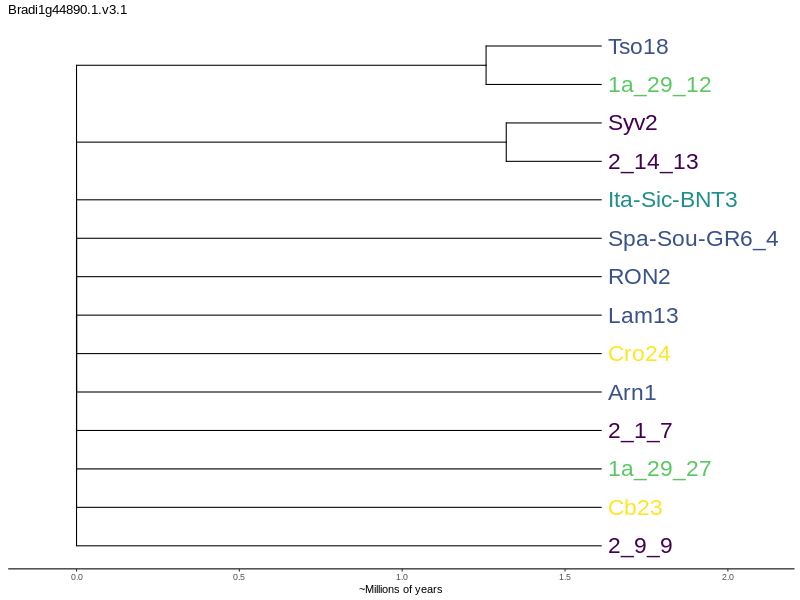 Bradi1g44890.1.v3.1
Tso18
1a_29_12
Syv2
2_14_13
Ita-Sic-BNT3
Spa-Sou-GR6_4
RON2
Lam13
Cro24
Arn1
2_1_7
1a_29_27
Cb23
2_9_9
0.0 0.5 1.0 1.5 2.0
~Millions of years